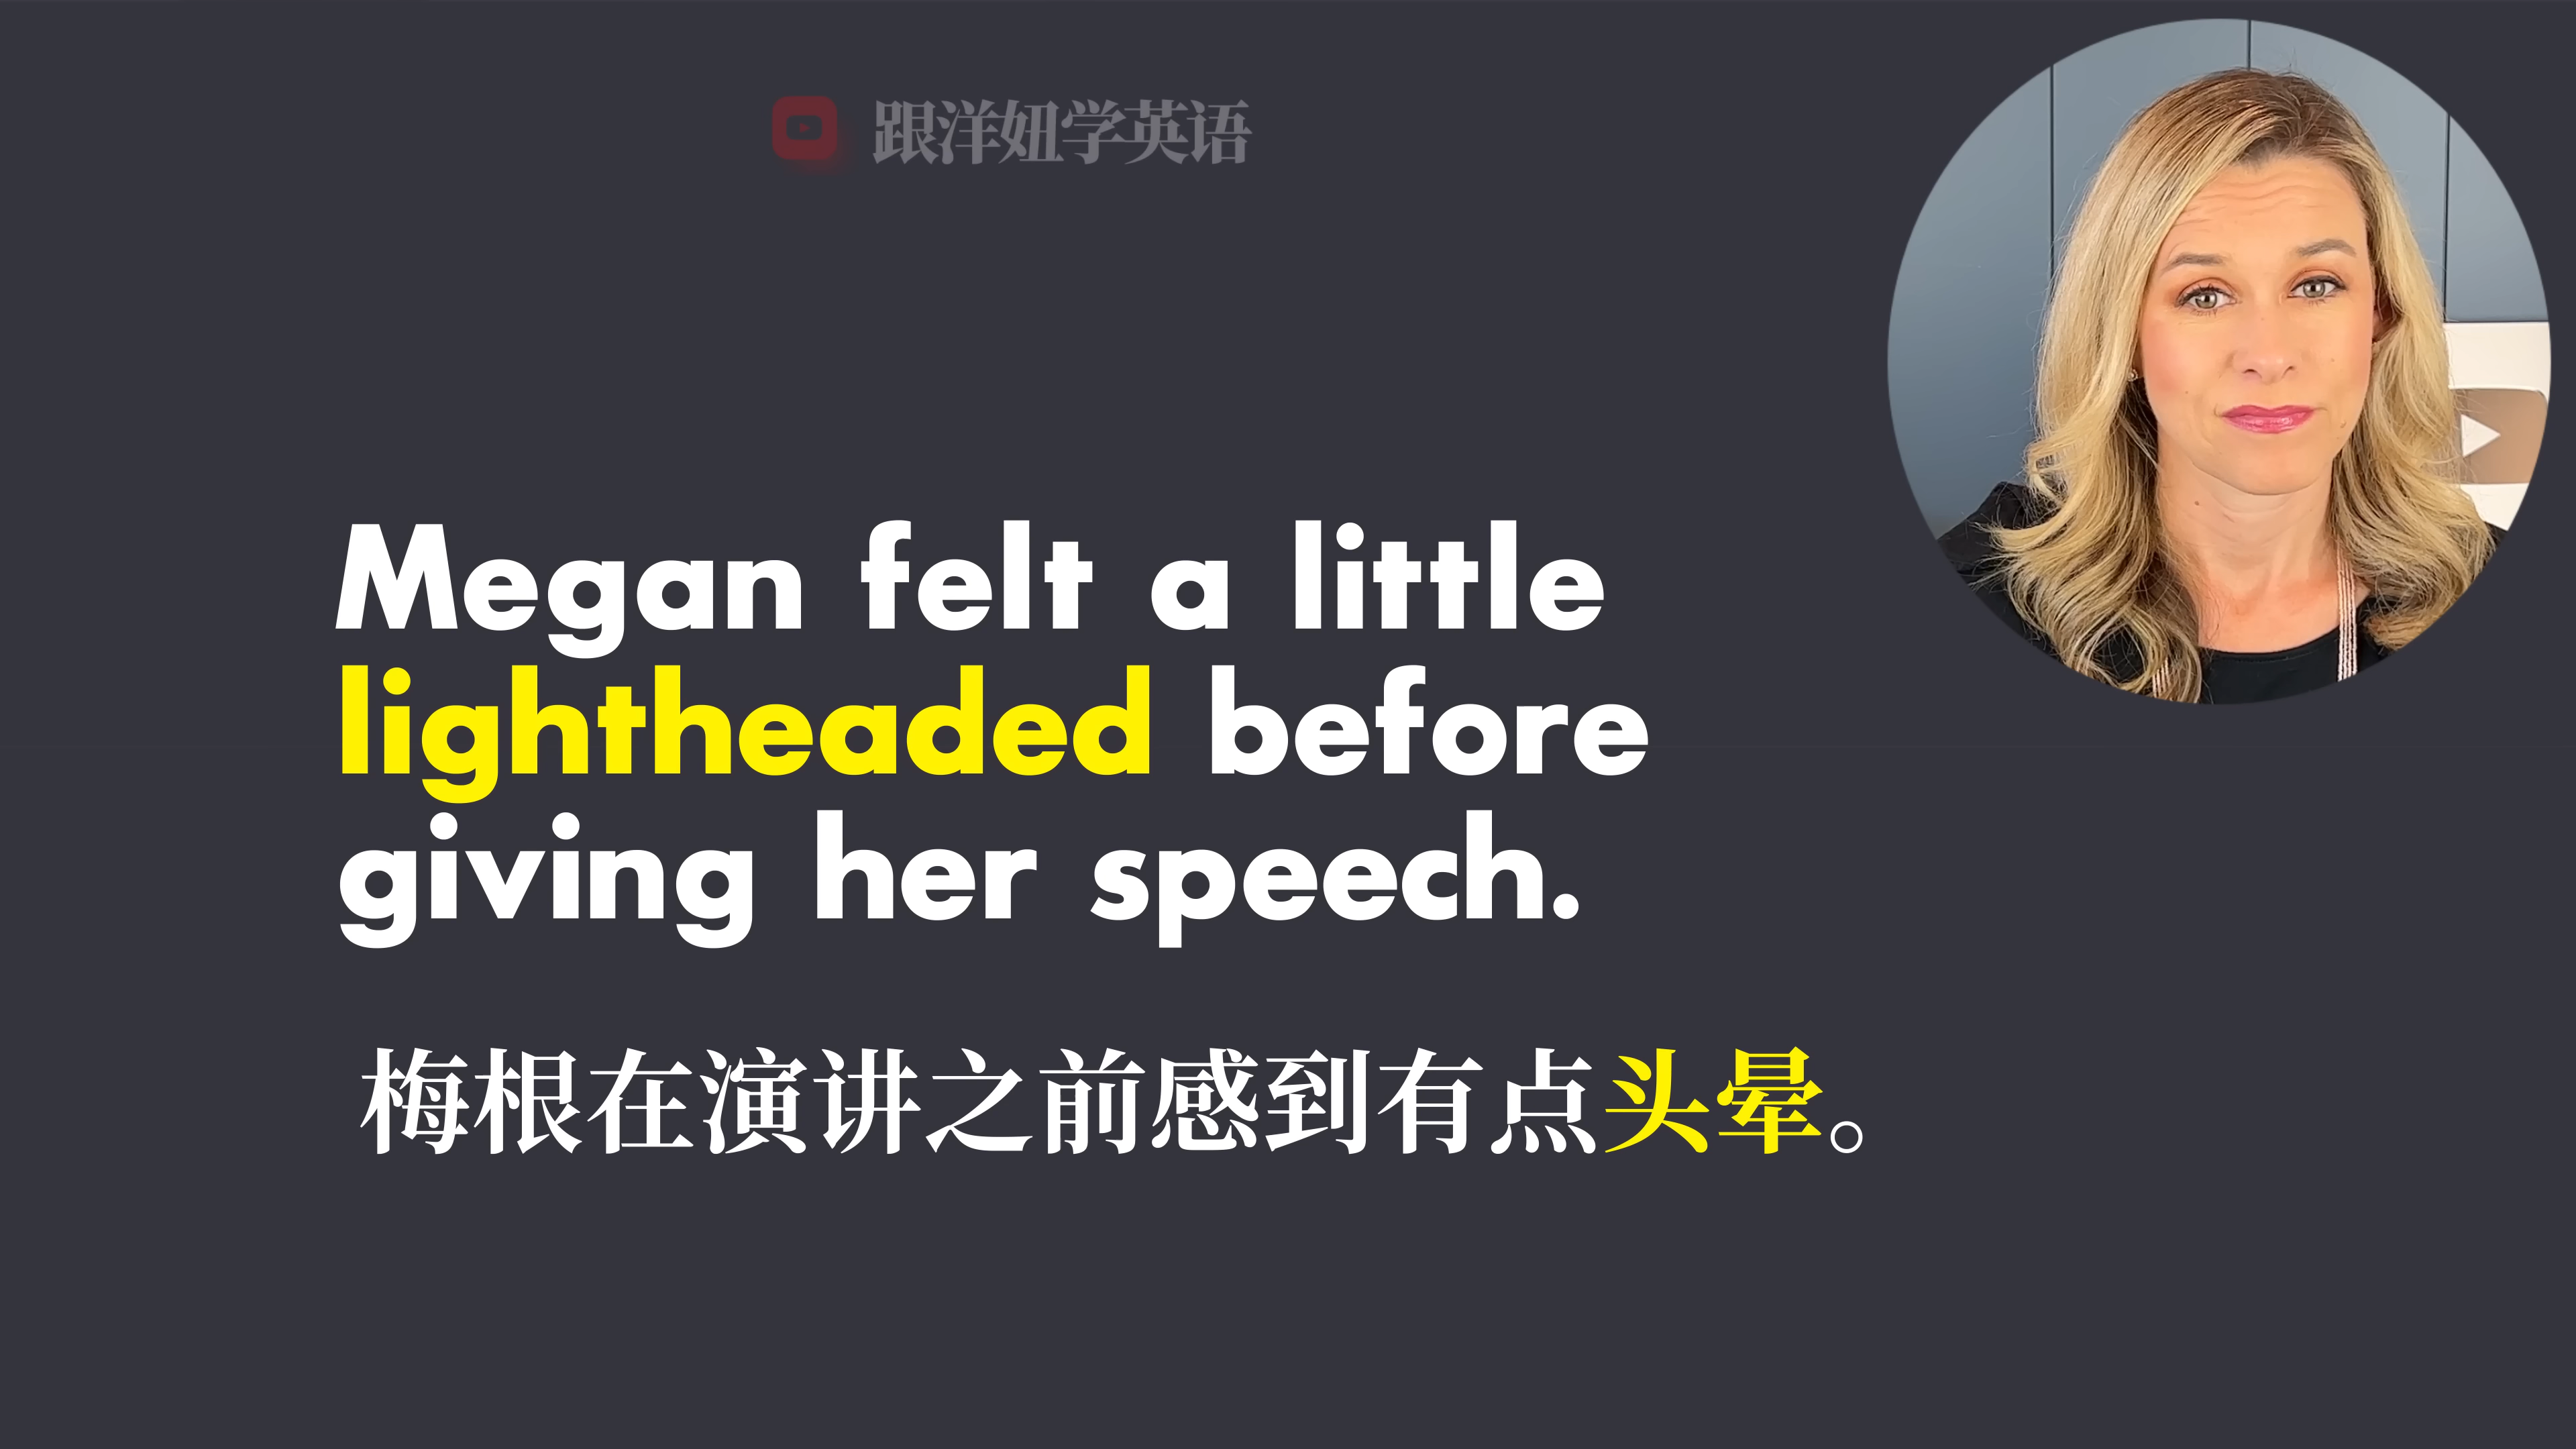 跟洋妞学英语
Megan felt a little
lightheaded before
giving her speech.
梅根在演讲之前感到有点头晕。